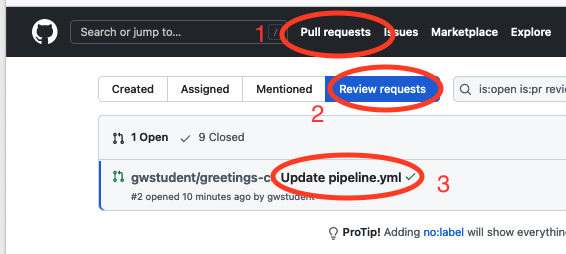 Search or jump to... / 1 Pull requests Issues Marketplace Explore
Created Assigned Mentioned Review requests is:open is:pr revie
2
1 Open 9 Closed
gwstudent/greetings-c Update pipeline.yml 3
#2 opened 10 minutes ago by gwstudent
ProTip! Adding no:label will show everything